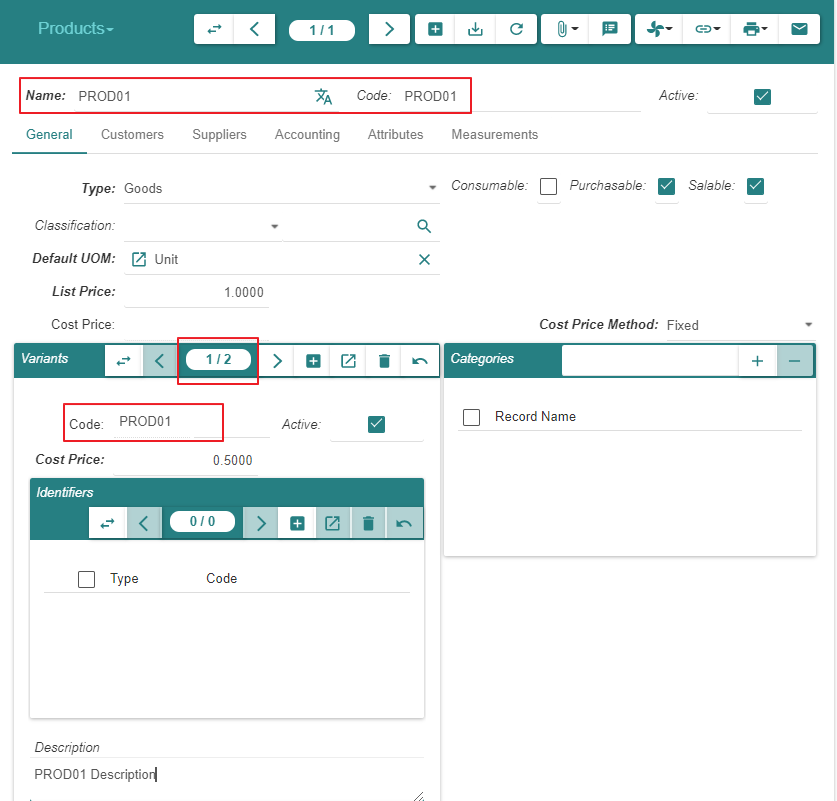 Products
1 / 1
Name: PROD01 Code: PROD01 Active:
General Customers Suppliers Accounting Attributes Measurements
Type: Goods Consumable: Purchasable: Salable:
Classification:
Default UOM: Unit
List Price: 1.0000
Cost Price: Cost Price Method: Fixed
Variants 1 / 2 Categories
Code: PROD01 Active: Record Name
Cost Price: 0.5000
Identifiers
0 / 0
Type Code
Description
PROD01 Description